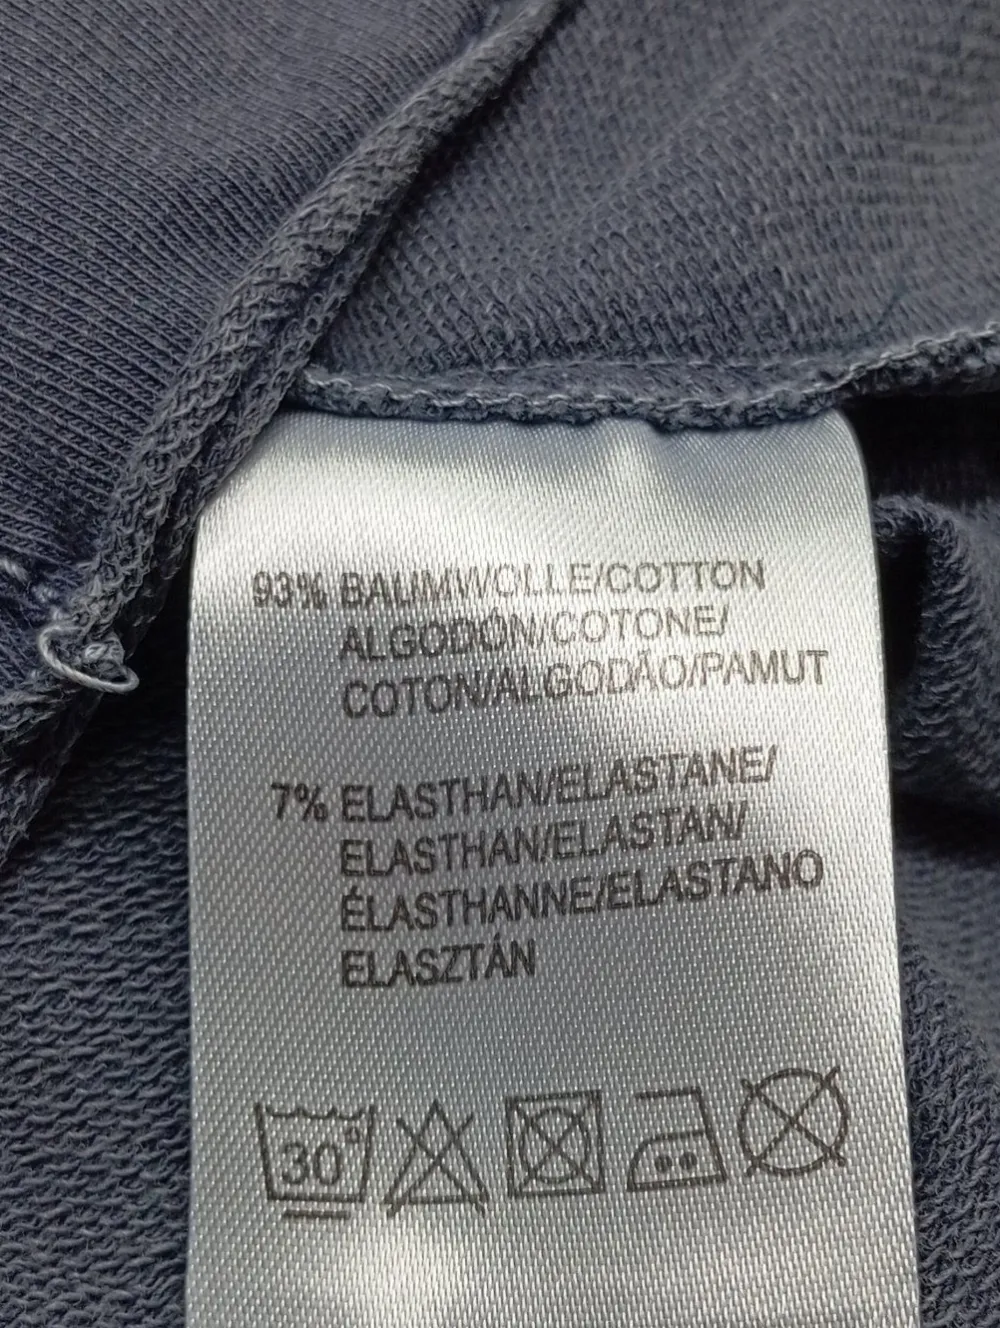 93% BAUMWOLLE/COTTON
ALGODÓN/COTONE/
COTON/ALGODÃO/PAMUT
7% ELASTHAN/ELASTANE/
ELASTHAN/ELASTAN/
ÉLASTHANNE/ELASTANO
ELASZTÁN
30°